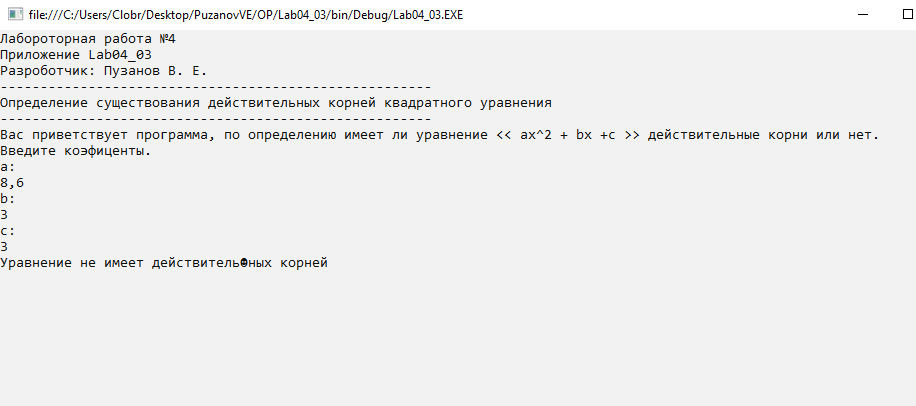 file:///C:/Users/Clobr/Desktop/PuzanovVE/OP/Lab04_03/bin/Debug/Lab04_03.EXE
Лабороторная работа №4
Приложение Lab04_03
Разроботчик: Пузанов В. Е.
------------------------------------------------------
Определение существования действительных корней квадратного уравнения
------------------------------------------------------
Вас приветствует программа, по определению имеет ли уравнение << ax^2 + bx +c >> действительные корни или нет.
Введите коэфиценты.
a:
8,6
b:
3
c:
3
Уравнение не имеет действитель☻ных корней